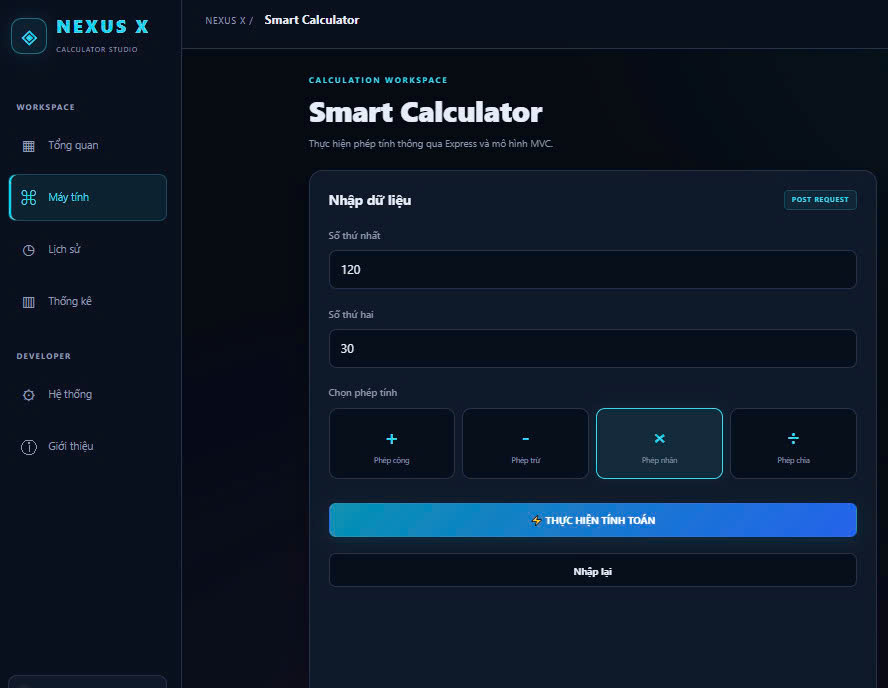 NEXUS X
CALCULATOR STUDIO
WORKSPACE
Tổng quan
Máy tính
Lịch sử
Thống kê
DEVELOPER
Hệ thống
Giới thiệu
NEXUS X / Smart Calculator
CALCULATION WORKSPACE
Smart Calculator
Thực hiện phép tính thông qua Express và mô hình MVC.
Nhập dữ liệu
POST REQUEST
Số thứ nhất
120
Số thứ hai
30
Chọn phép tính
+
Phép cộng
-
Phép trừ
×
Phép nhân
÷
Phép chia
⚡ THỰC HIỆN TÍNH TOÁN
Nhập lại